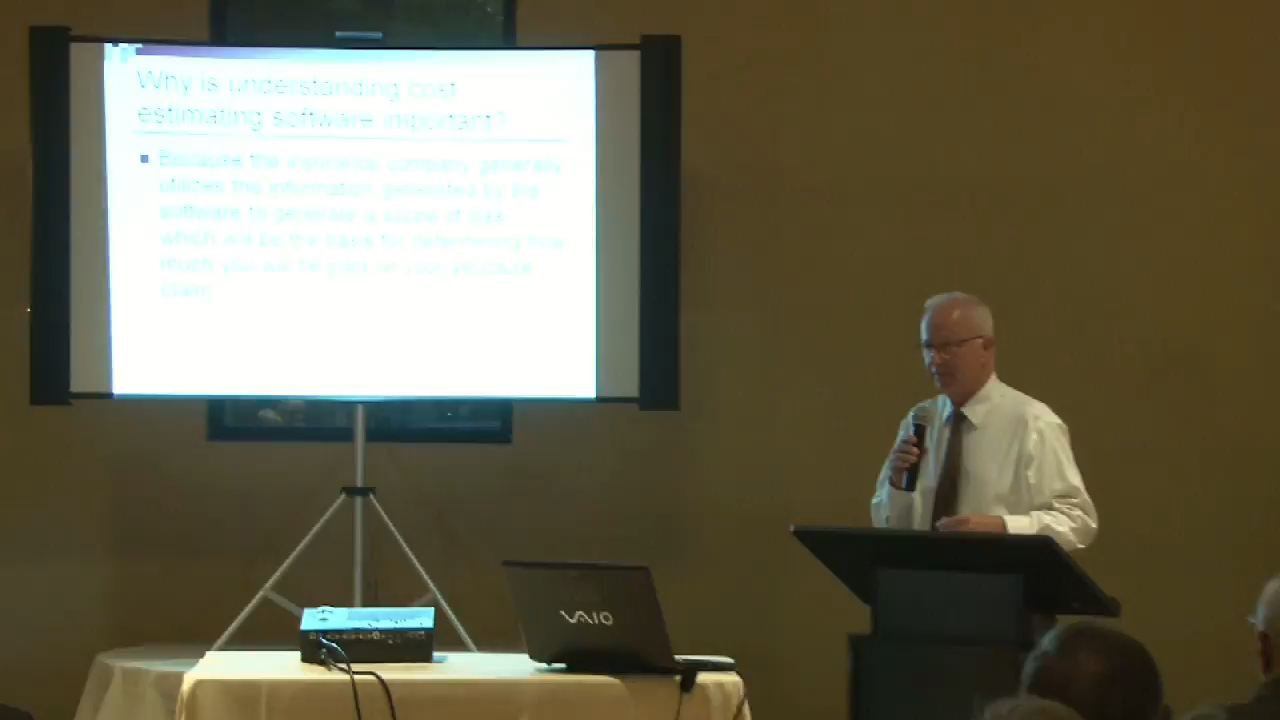 Why is understanding cost
estimating software important?
Because the insurance company generally
utilizes the information generated by the
software to generate a scope of loss
which will be the basis for determining how
much you will be paid on your structure
claim.
VAIO